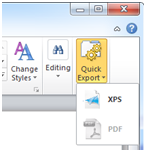 Change
Styles
Editing
Quick
Export
XPS
PDF